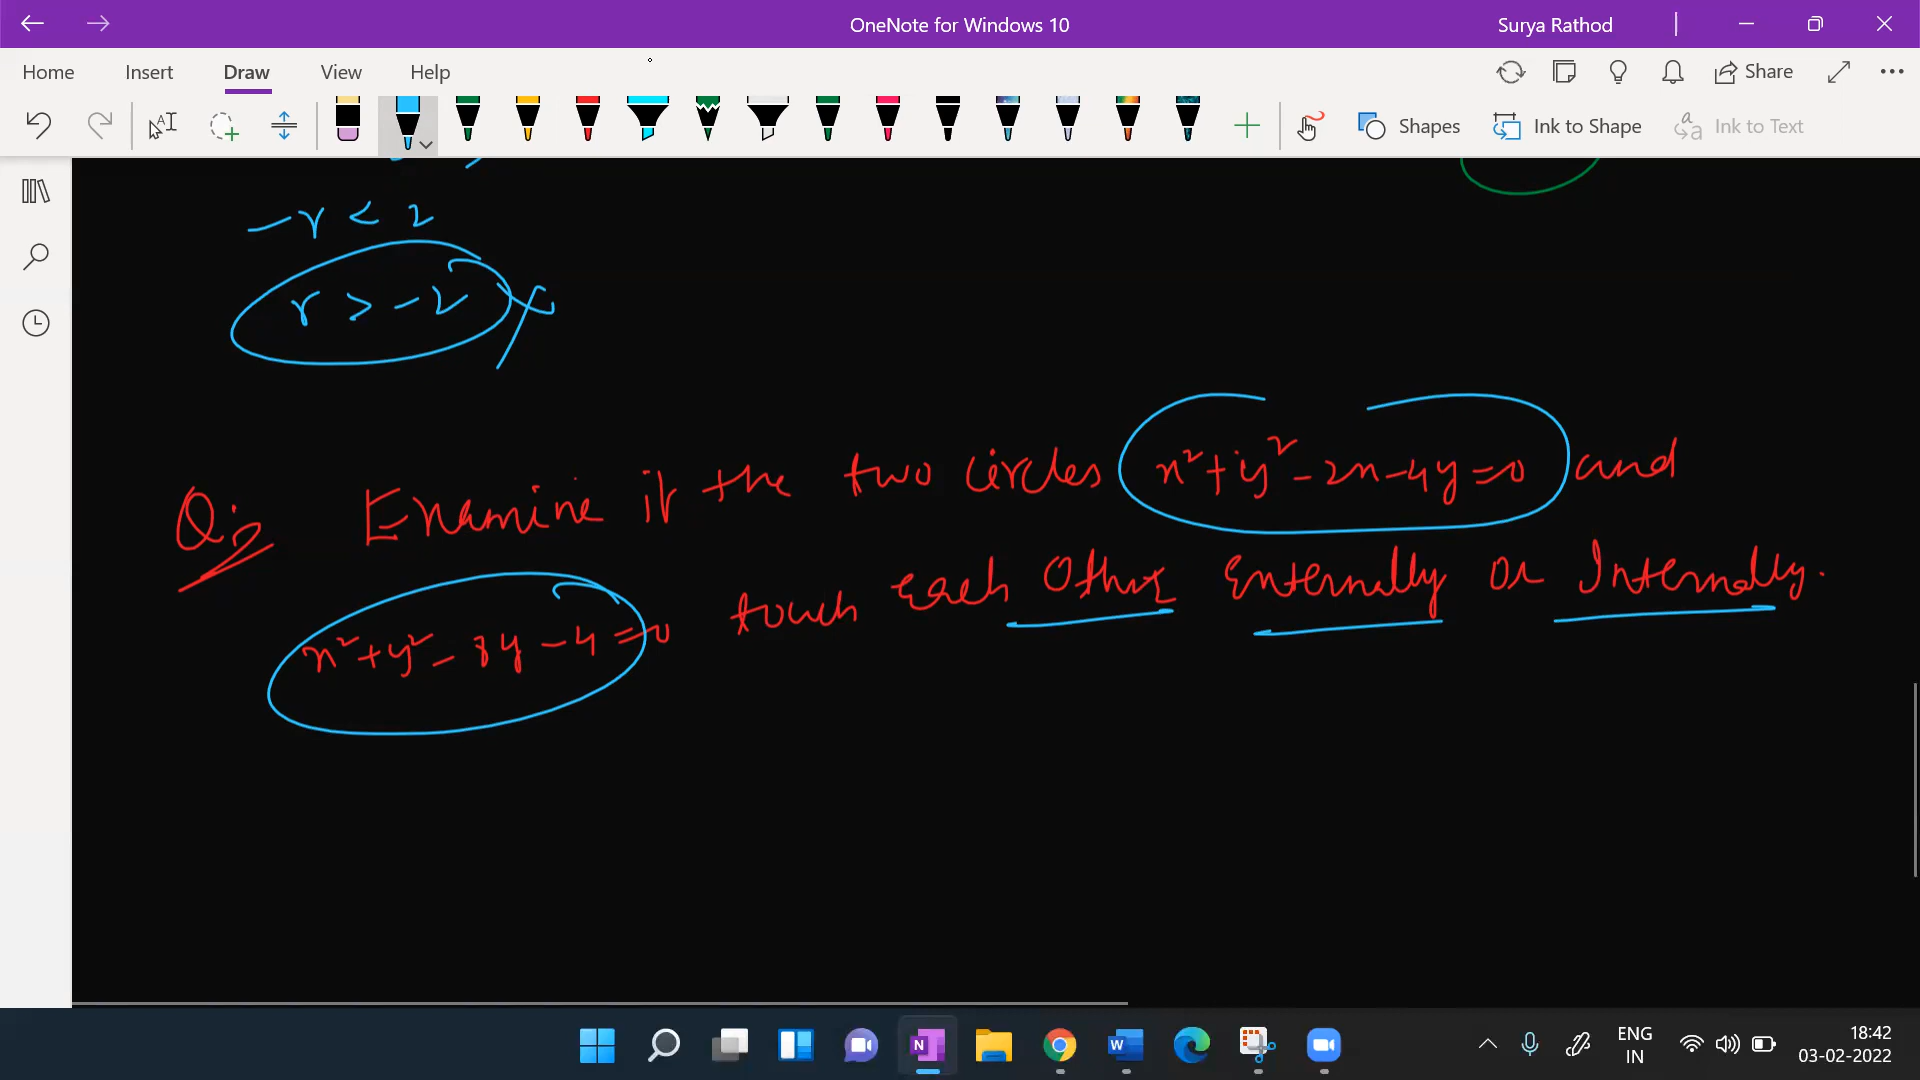 OneNote for Windows 10
Surya Rathod
Home Insert Draw View Help
Share
Shapes Ink to Shape Ink to Text
-r < 2
r > -2
Q:- Examine if the two circles x²+y²-2x-4y=0 and
x²+y²-8y-4=0 touch each Other Externally or Internally.
ENG
IN
18:42
03-02-2022